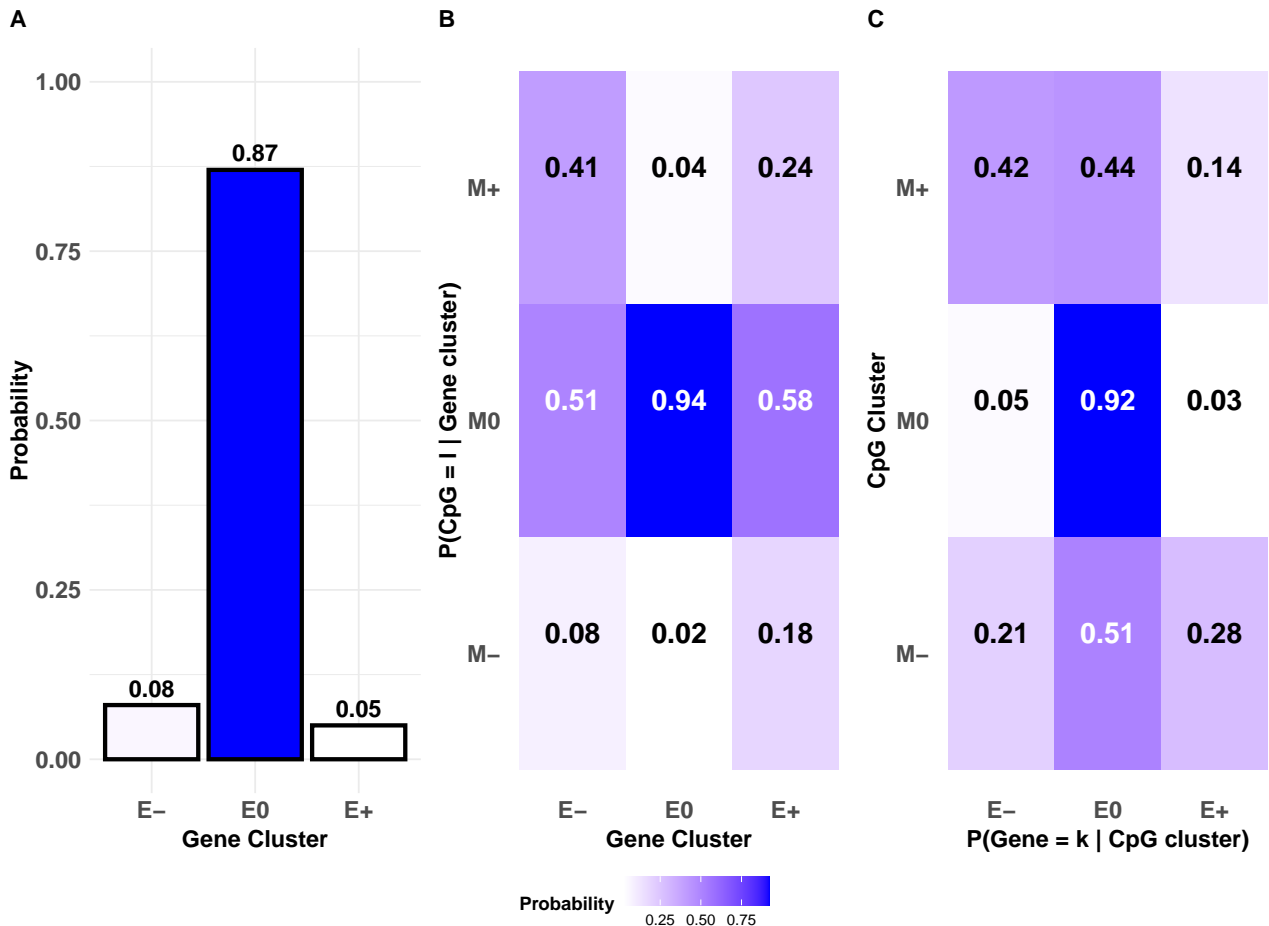 A
1.00
0.75
0.50
0.25
0.00
Probability
0.08
0.87
0.05
E−
E0
E+
Gene Cluster
B
P(CpG = l | Gene cluster)
M+
0.41
0.04
0.24
M0
0.51
0.94
0.58
M−
0.08
0.02
0.18
E−
E0
E+
Gene Cluster
C
CpG Cluster
M+
0.42
0.44
0.14
M0
0.05
0.92
0.03
M−
0.21
0.51
0.28
E−
E0
E+
P(Gene = k | CpG cluster)
Probability
0.25 0.50 0.75